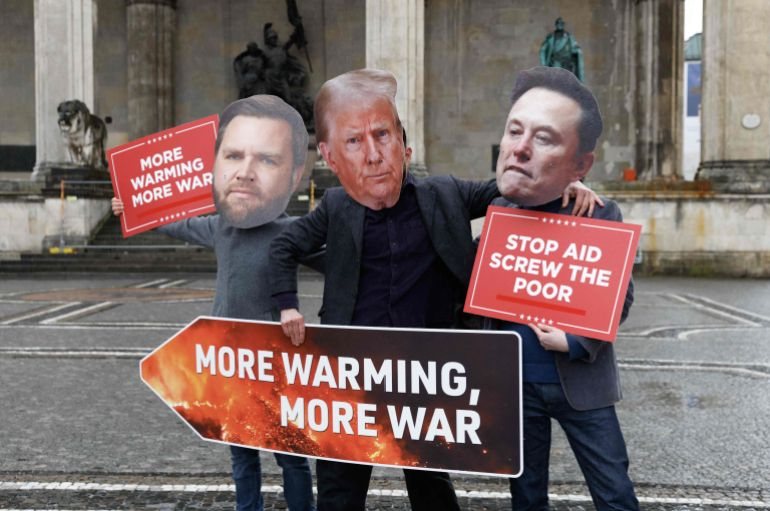 MORE
WARMING
MORE WAR
STOP AID
SCREW THE
POOR
MORE WARMING,
MORE WAR